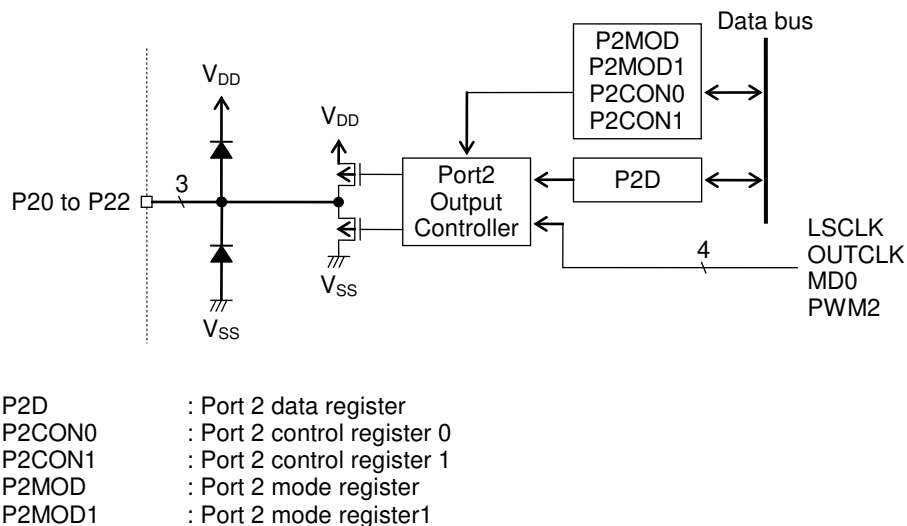 Data bus
P2MOD
P2MOD1
P2CON0
P2CON1
VDD
VDD
P20 to P22
3
Port2
Output
Controller
P2D
VSS
VSS
4
LSCLK
OUTCLK
MD0
PWM2
P2D : Port 2 data register
P2CON0 : Port 2 control register 0
P2CON1 : Port 2 control register 1
P2MOD : Port 2 mode register
P2MOD1 : Port 2 mode register1